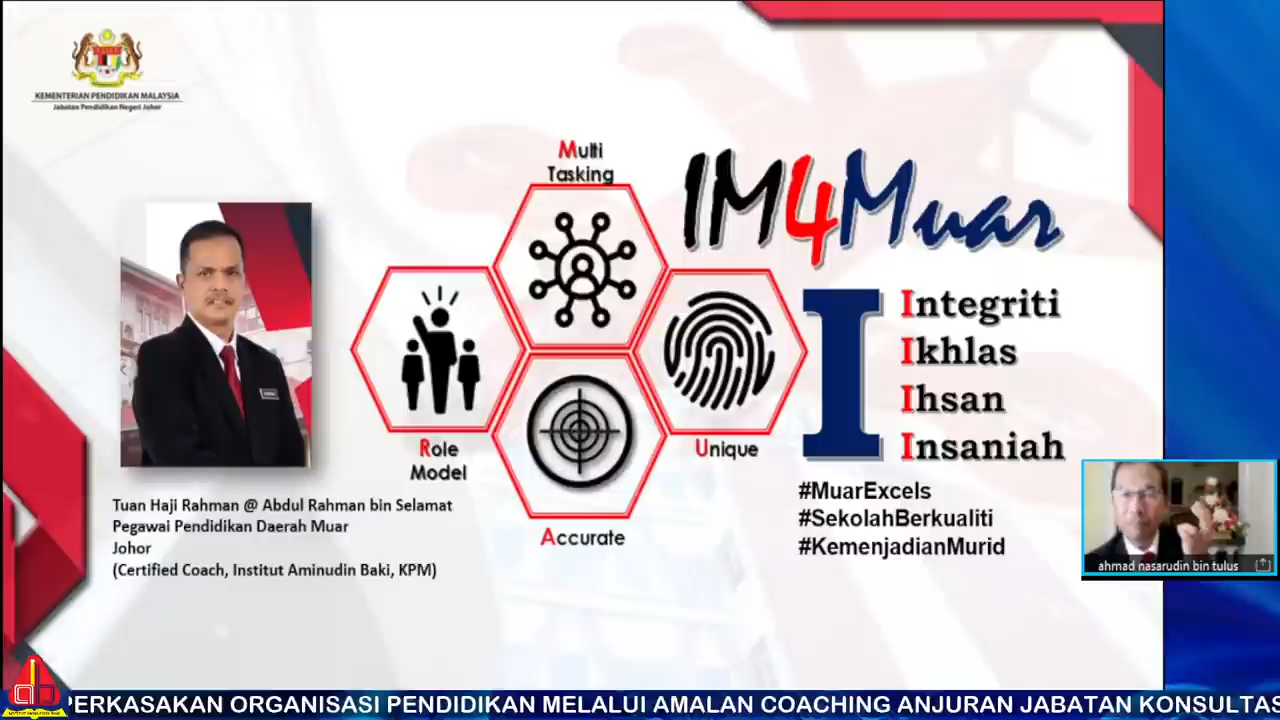 KEMENTERIAN PENDIDIKAN MALAYSIA
Jabatan Pendidikan Negeri Johor
Multi
Tasking
IM4Muar
Role
Model
Unique
Accurate
I
Integriti
Ikhlas
Ihsan
Insaniah
#MuarExcels
#SekolahBerkualiti
#KemenjadianMurid
Tuan Haji Rahman @ Abdul Rahman bin Selamat
Pegawai Pendidikan Daerah Muar
Johor
(Certified Coach, Institut Aminudin Baki, KPM)
ahmad nasarudin bin tulus
PERKASAKAN ORGANISASI PENDIDIKAN MELALUI AMALAN COACHING ANJURAN JABATAN KONSULTAS